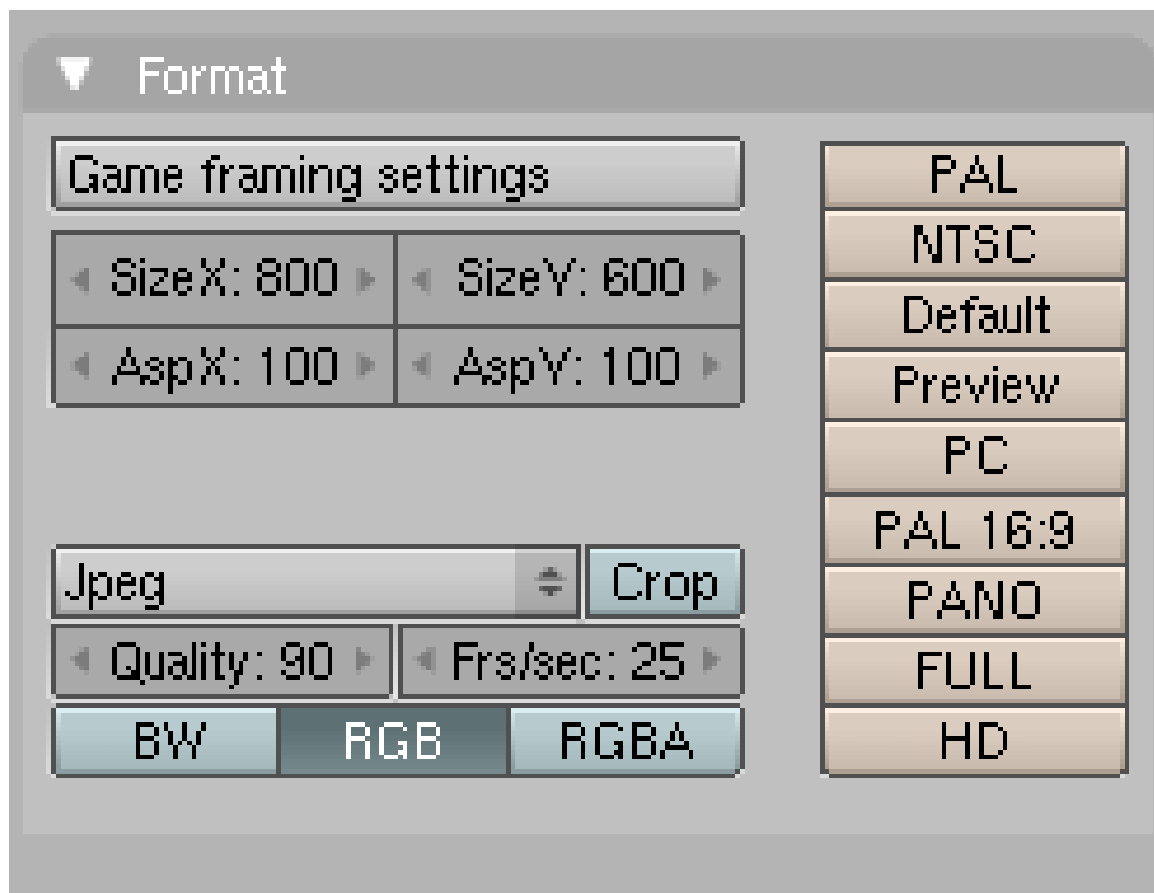 Format
Game framing settings
SizeX: 800
SizeY: 600
AspX: 100
AspY: 100
Jpeg
Crop
Quality: 90
Frs/sec: 25
BW
RGB
RGBA
PAL
NTSC
Default
Preview
PC
PAL 16:9
PANO
FULL
HD